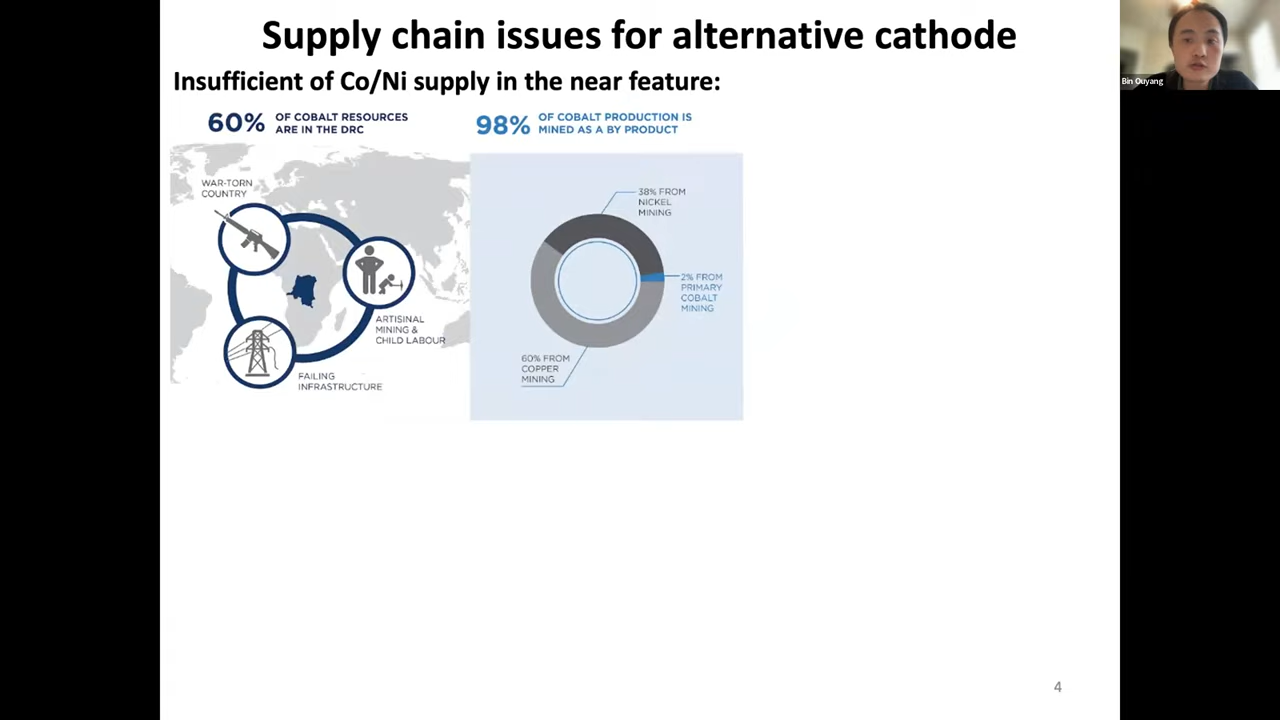 Supply chain issues for alternative cathode
Bin Ouyang
Insufficient of Co/Ni supply in the near feature:
60% OF COBALT RESOURCES
ARE IN THE DRC
98% OF COBALT PRODUCTION IS
MINED AS A BY PRODUCT
WAR-TORN
COUNTRY
ARTISINAL
MINING &
CHILD LABOUR
FAILING
INFRASTRUCTURE
38% FROM
NICKEL
MINING
2% FROM
PRIMARY
COBALT
MINING
60% FROM
COPPER
MINING
4